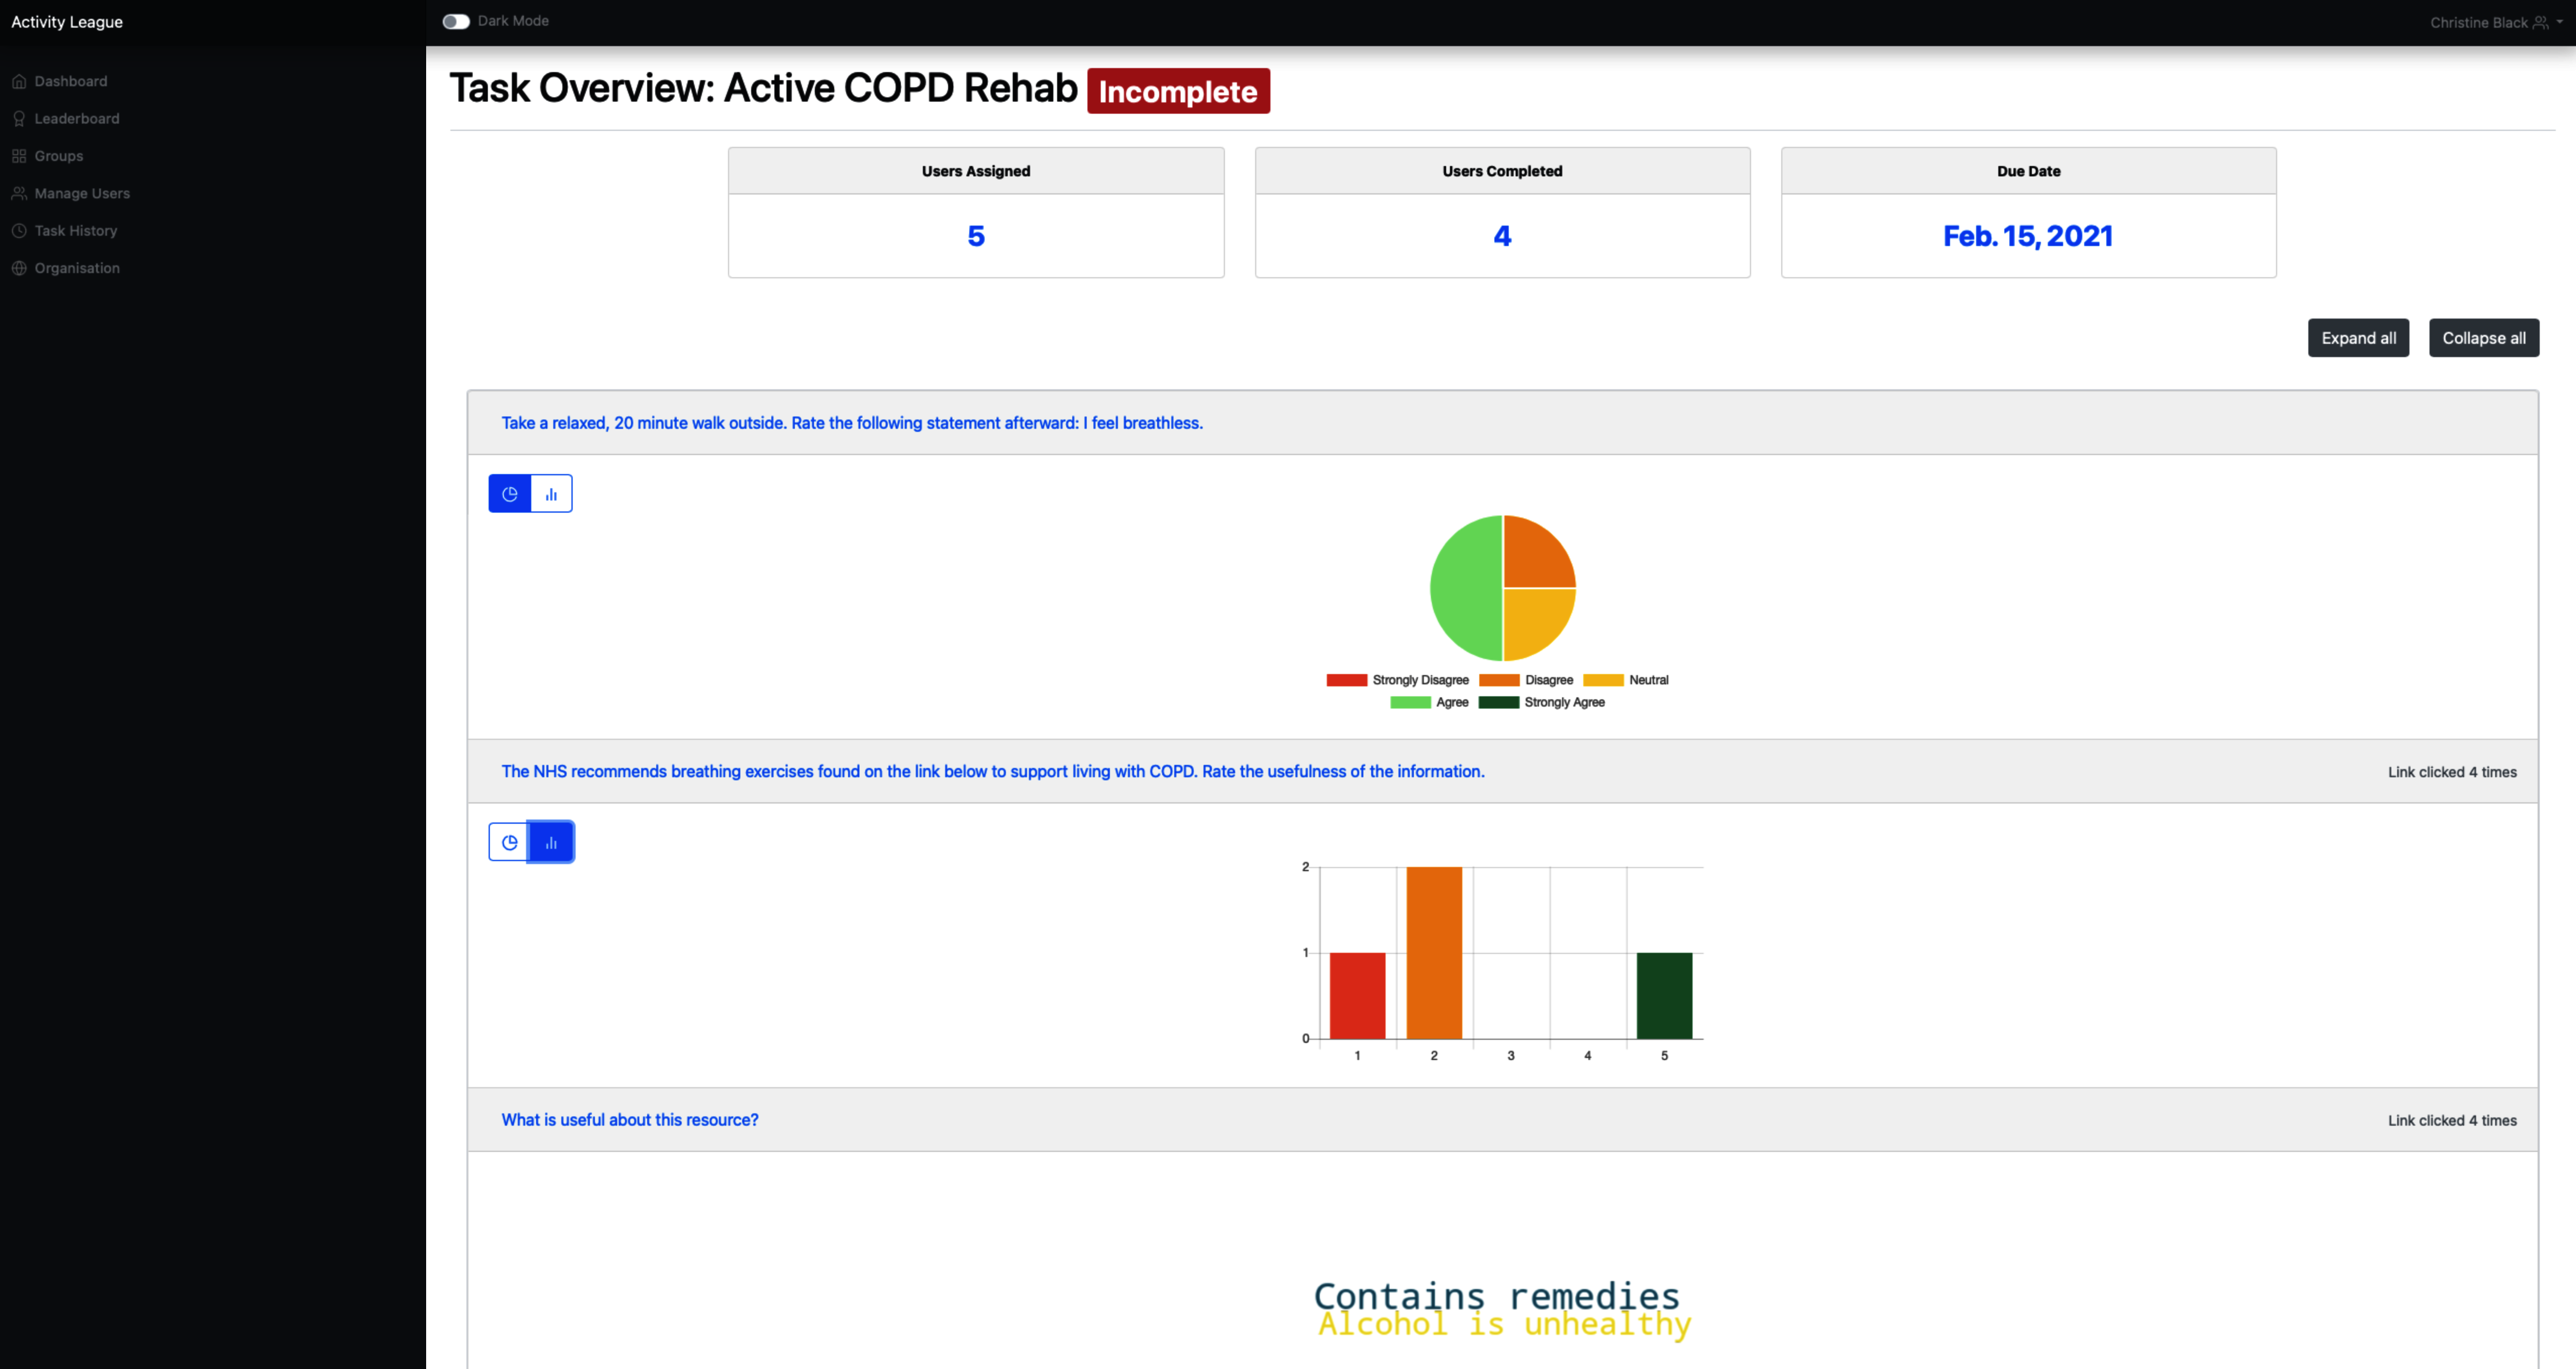 Activity League
Dark Mode
Christine Black
Dashboard
Leaderboard
Groups
Manage Users
Task History
Organisation
Task Overview: Active COPD Rehab Incomplete
Users Assigned
5
Users Completed
4
Due Date
Feb. 15, 2021
Expand all
Collapse all
Take a relaxed, 20 minute walk outside. Rate the following statement afterward: I feel breathless.
Strongly Disagree Disagree Neutral
Agree Strongly Agree
The NHS recommends breathing exercises found on the link below to support living with COPD. Rate the usefulness of the information.
Link clicked 4 times
2
1
0
1 2 3 4 5
What is useful about this resource?
Link clicked 4 times
Contains remedies
Alcohol is unhealthy